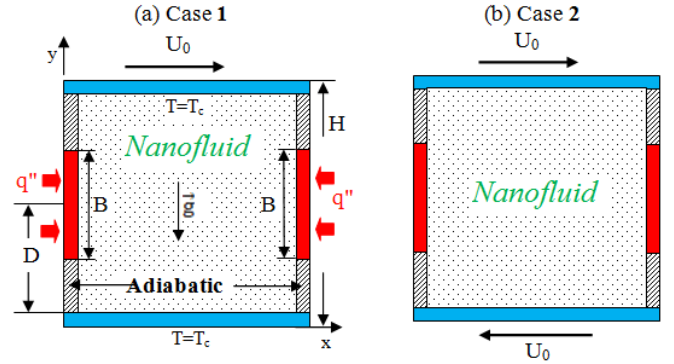 (a) Case 1
(b) Case 2
y
U₀
U₀
T=Tc
H
Nanofluid
q"
B
g
B
q"
Nanofluid
D
Adiabatic
T=Tc
x
U₀